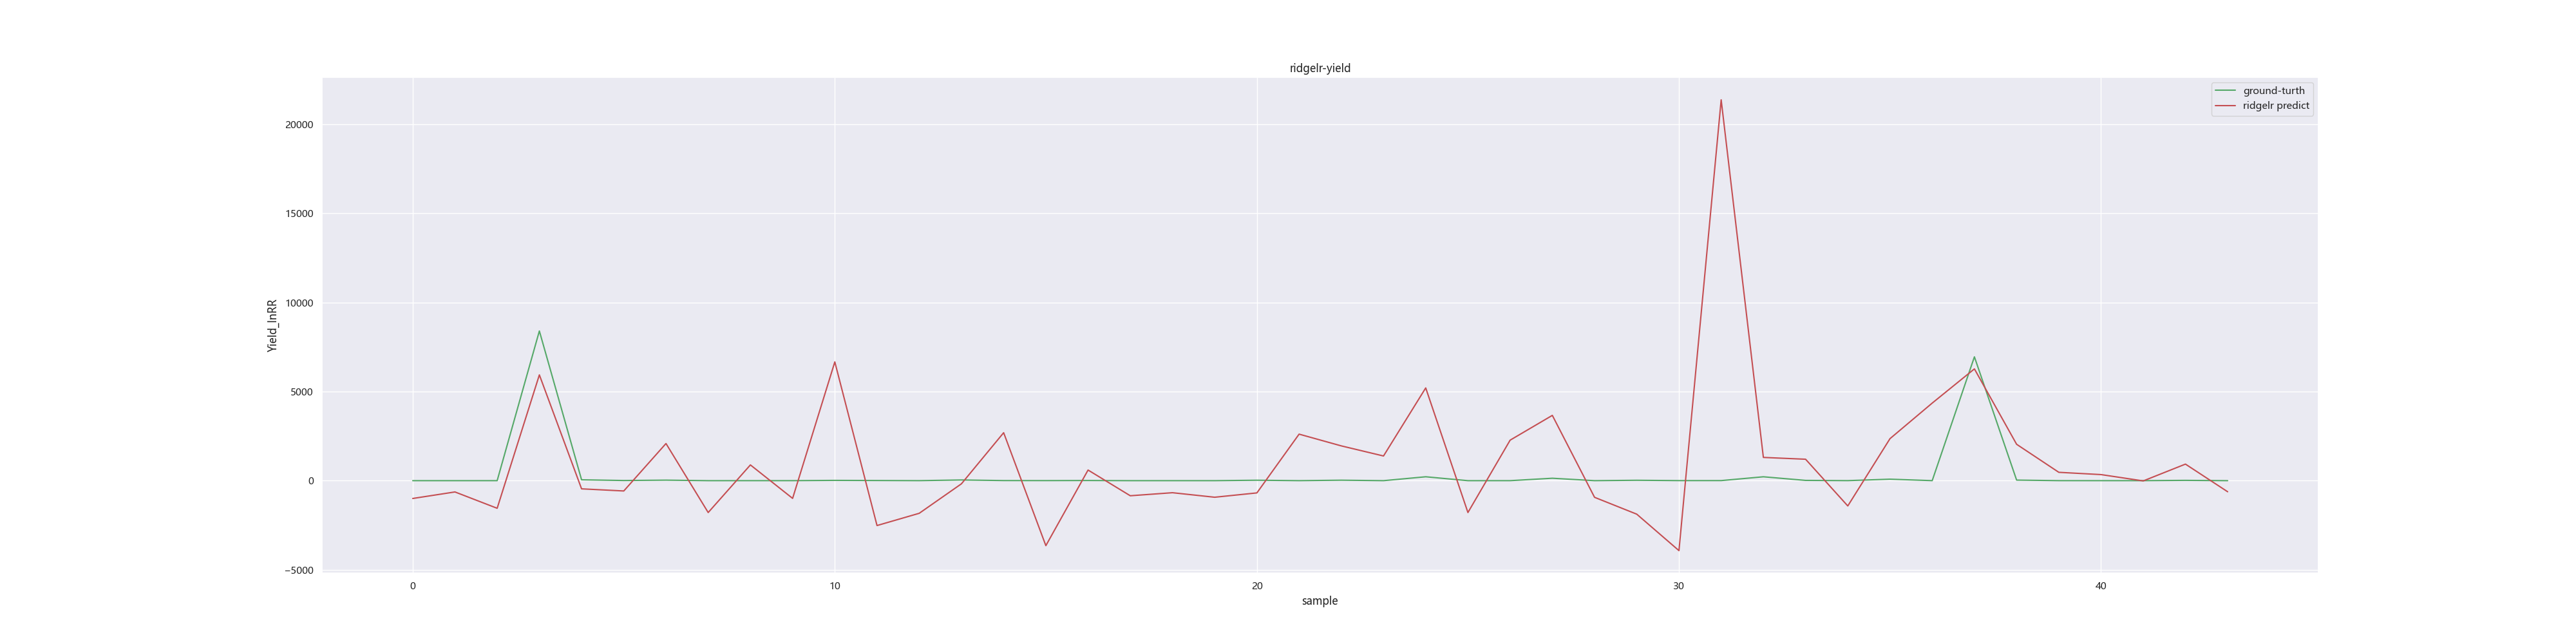 ridgelr-yield
ground-turth
ridgelr predict
20000
15000
10000
5000
0
−5000
Yield_lnRR
0 10 20 30 40
sample